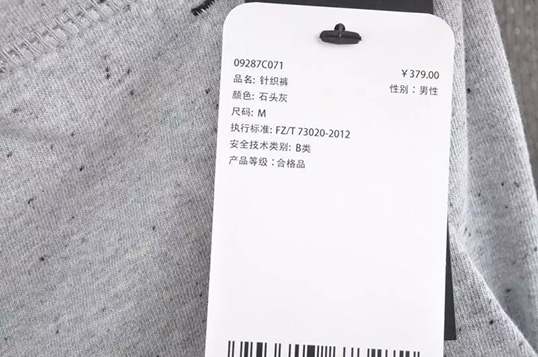 09287C071
￥379.00
品名: 针织裤
性别：男性
颜色: 石头灰
尺码: M
执行标准: FZ/T 73020-2012
安全技术类别: B类
产品等级：合格品